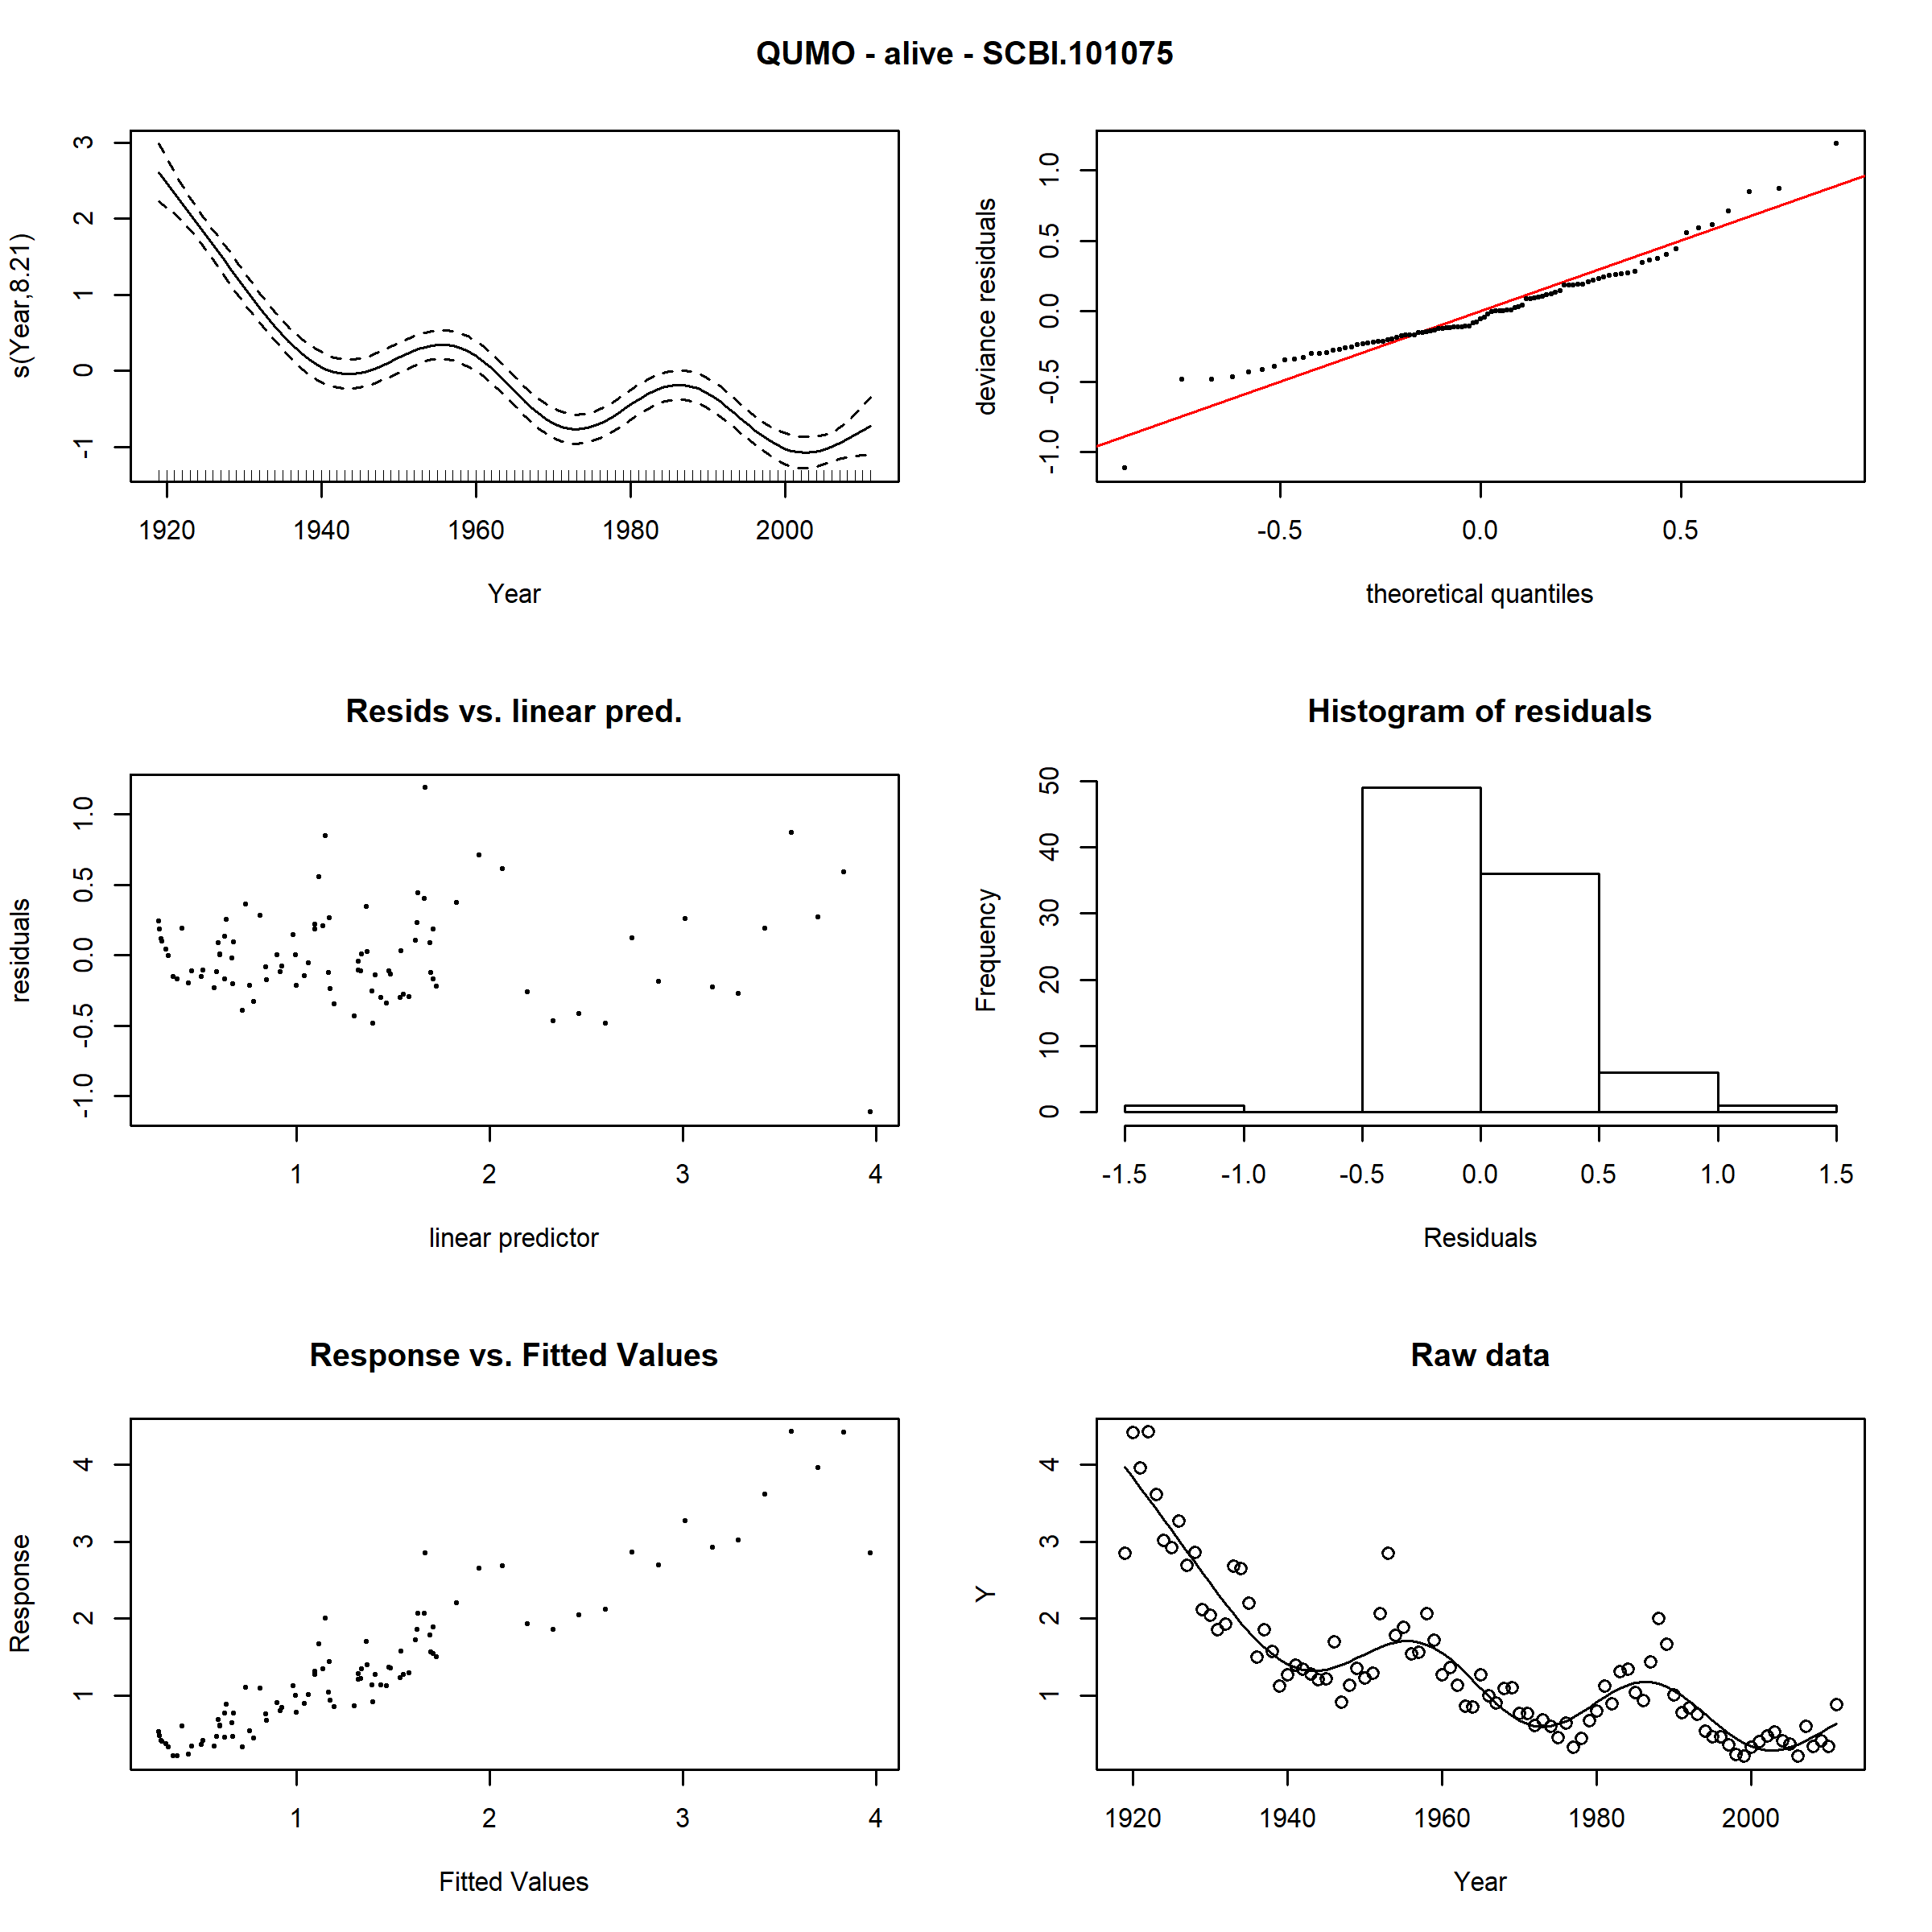 QUMO - alive - SCBI.101075
s(Year,8.21)
3
2
1
0
-1
1920 1940 1960 1980 2000
Year
deviance residuals
1.0
0.5
0.0
-0.5
-1.0
-0.5 0.0 0.5
theoretical quantiles
Resids vs. linear pred.
residuals
1.0
0.5
0.0
-0.5
-1.0
1 2 3 4
linear predictor
Histogram of residuals
Frequency
50
40
30
20
10
0
-1.5 -1.0 -0.5 0.0 0.5 1.0 1.5
Residuals
Response vs. Fitted Values
Response
4
3
2
1
1 2 3 4
Fitted Values
Raw data
Y
4
3
2
1
1920 1940 1960 1980 2000
Year